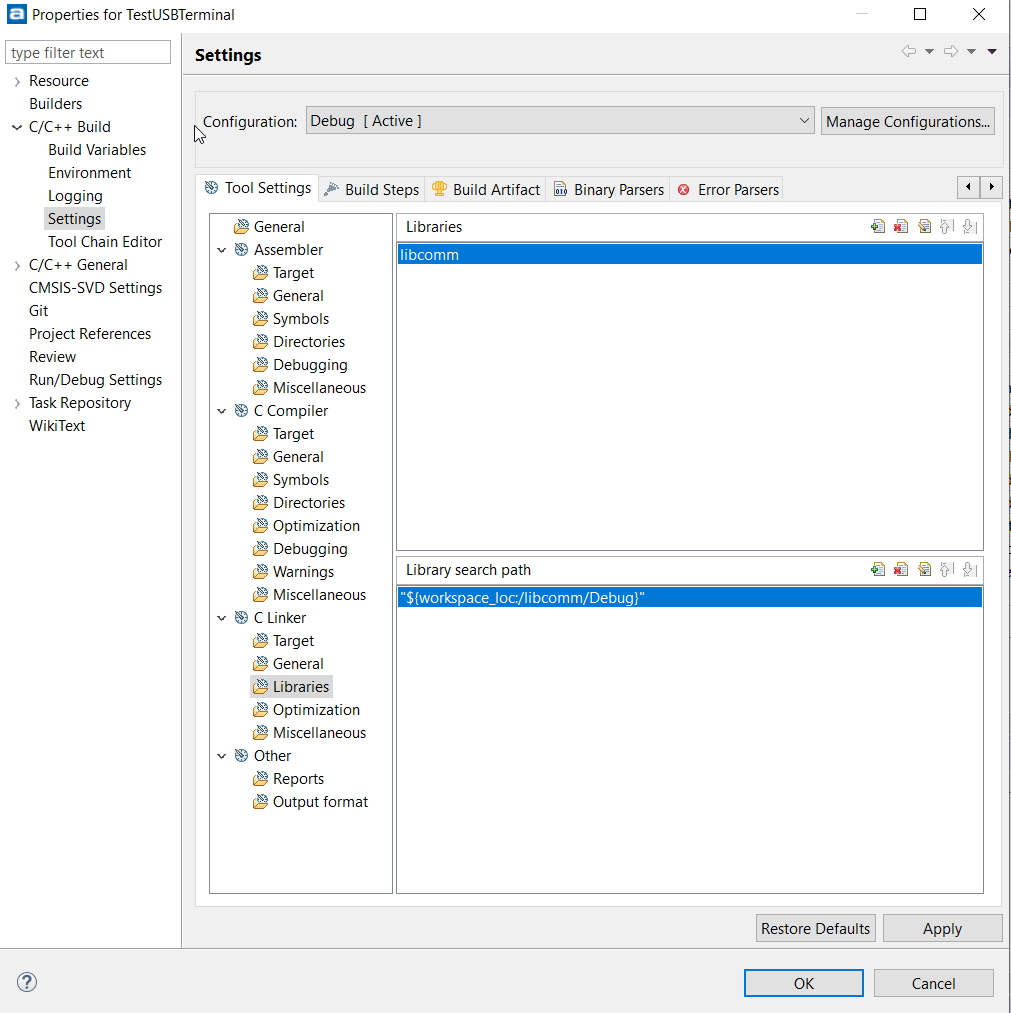 Properties for TestUSBTerminal
type filter text
Resource
Builders
C/C++ Build
Build Variables
Environment
Logging
Settings
Tool Chain Editor
C/C++ General
CMSIS-SVD Settings
Git
Project References
Review
Run/Debug Settings
Task Repository
WikiText
Settings
Configuration: Debug [ Active ] Manage Configurations...
Tool Settings Build Steps Build Artifact Binary Parsers Error Parsers
General
Assembler
Target
General
Symbols
Directories
Debugging
Miscellaneous
C Compiler
Target
General
Symbols
Directories
Optimization
Debugging
Warnings
Miscellaneous
C Linker
Target
General
Libraries
Optimization
Miscellaneous
Other
Reports
Output format
Libraries
libcomm
Library search path
"${workspace_loc:/libcomm/Debug}"
Restore Defaults Apply
OK Cancel